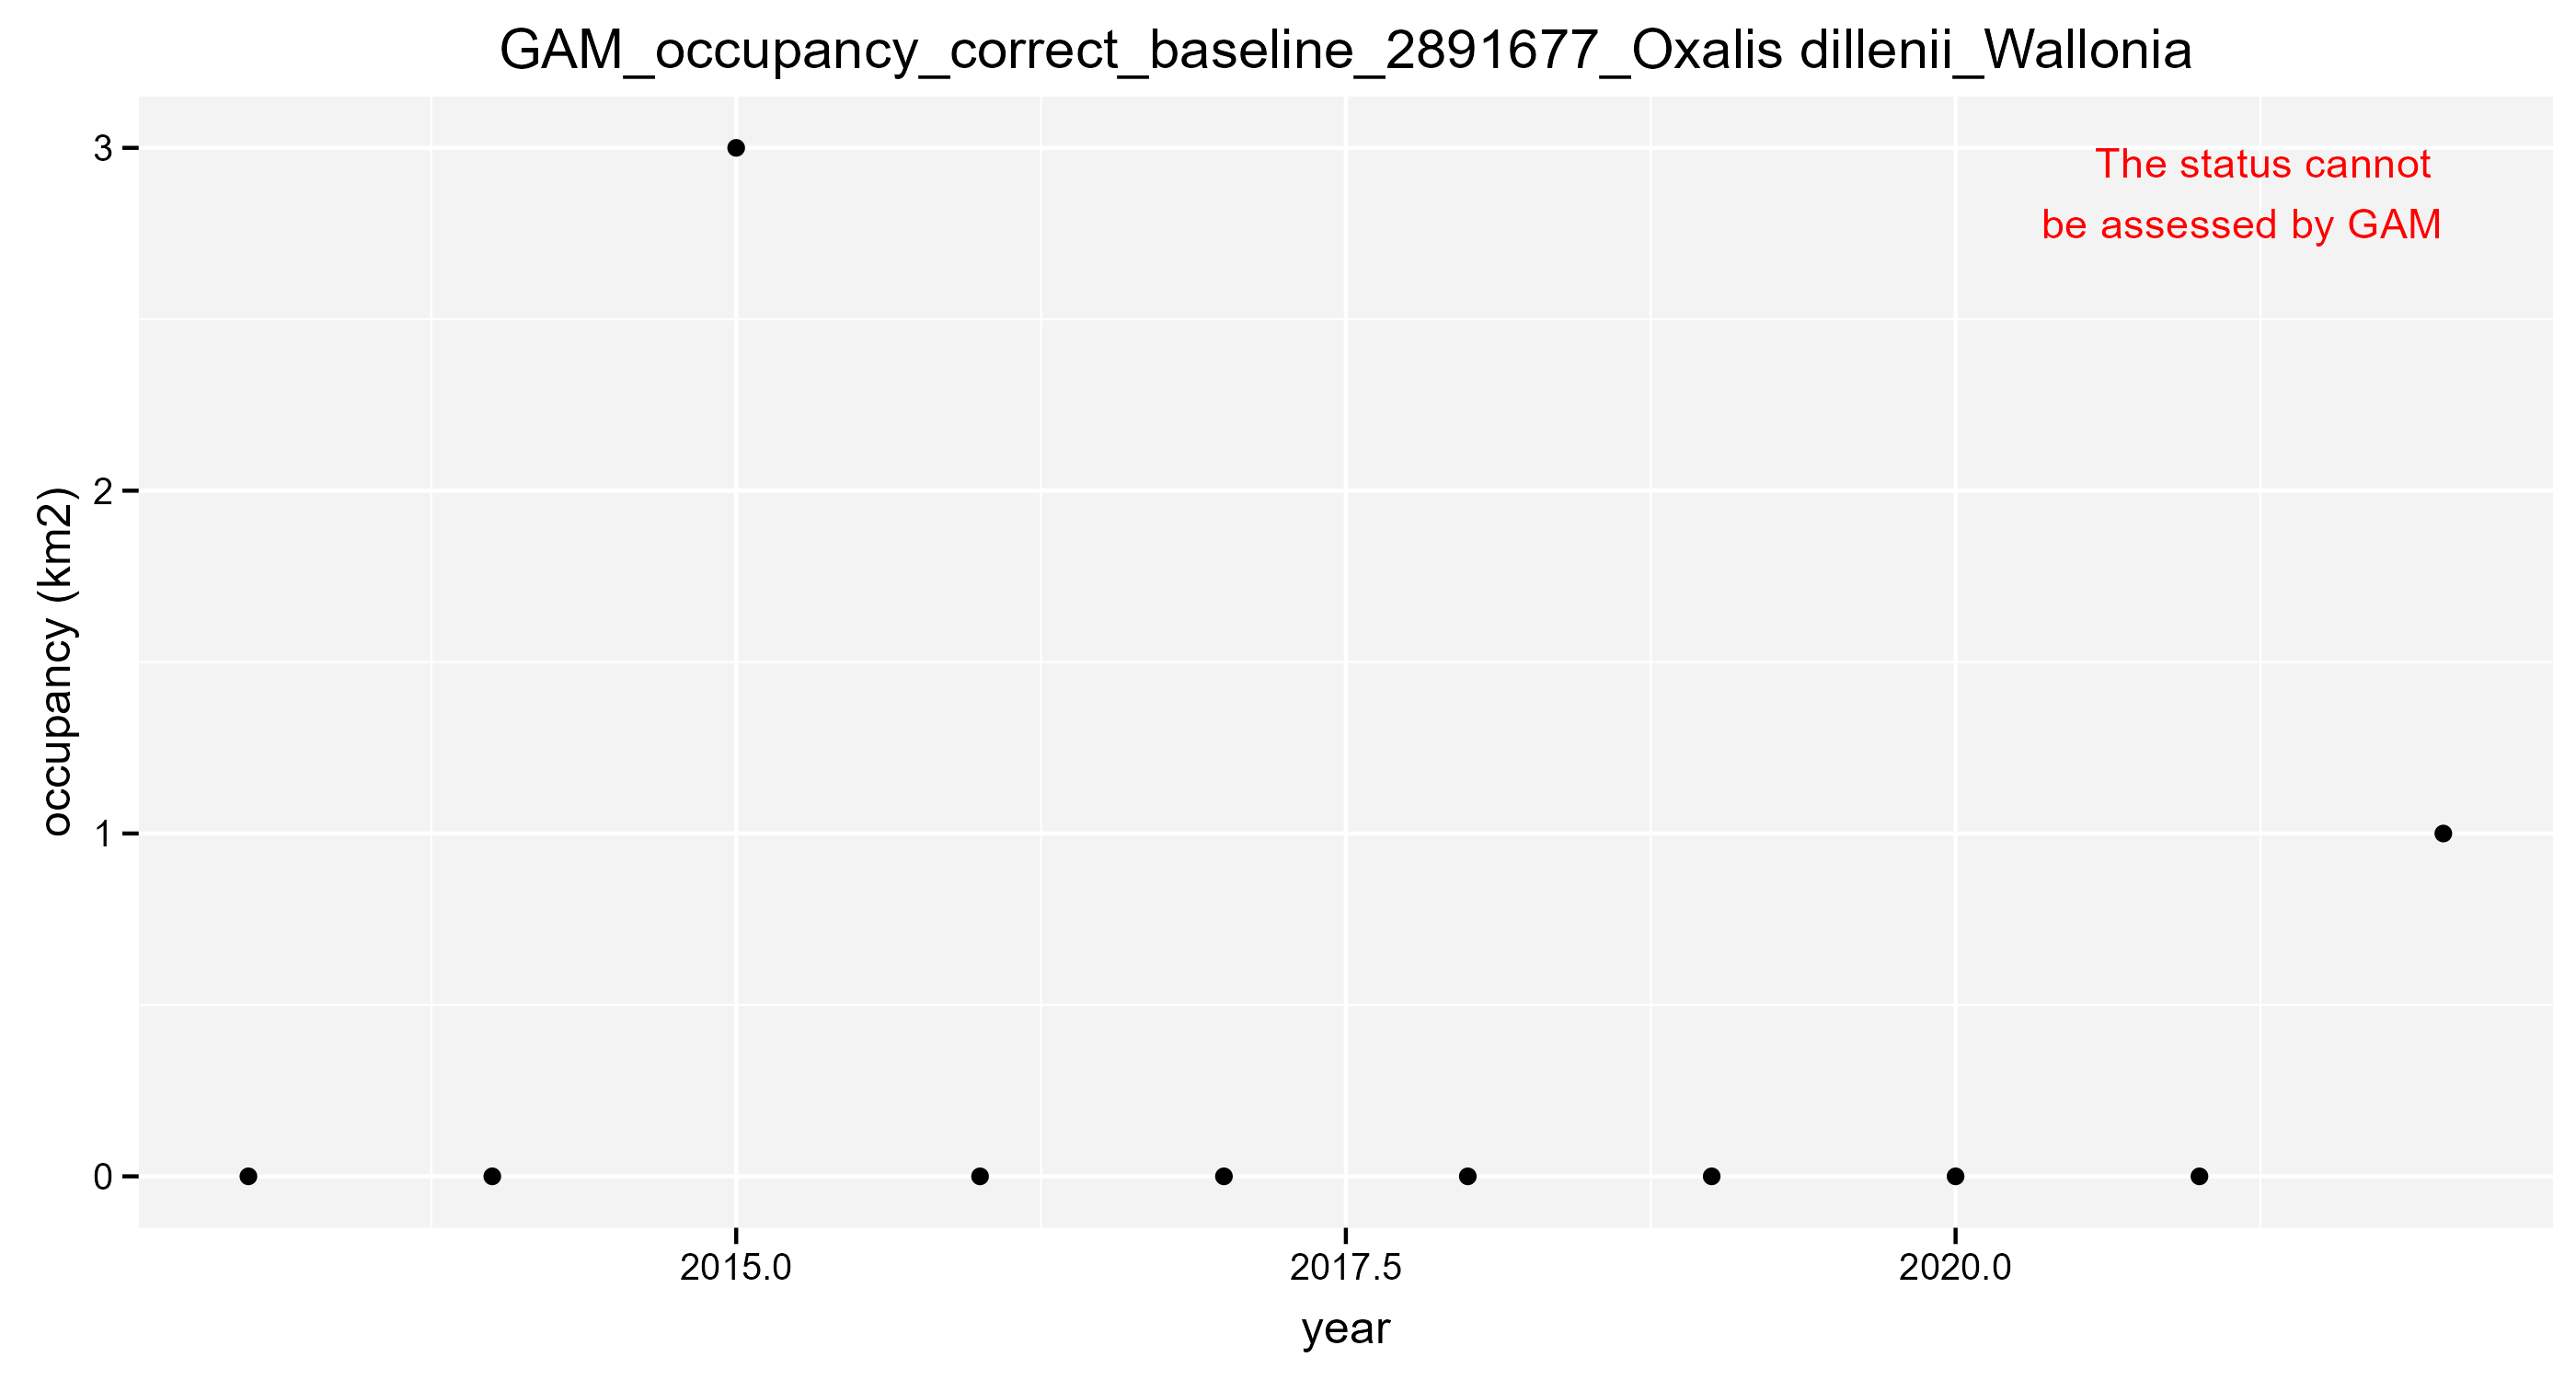 GAM_occupancy_correct_baseline_2891677_Oxalis dillenii_Wallonia
The status cannot
be assessed by GAM
3
2
1
0
occupancy (km2)
2015.0 2017.5 2020.0
year